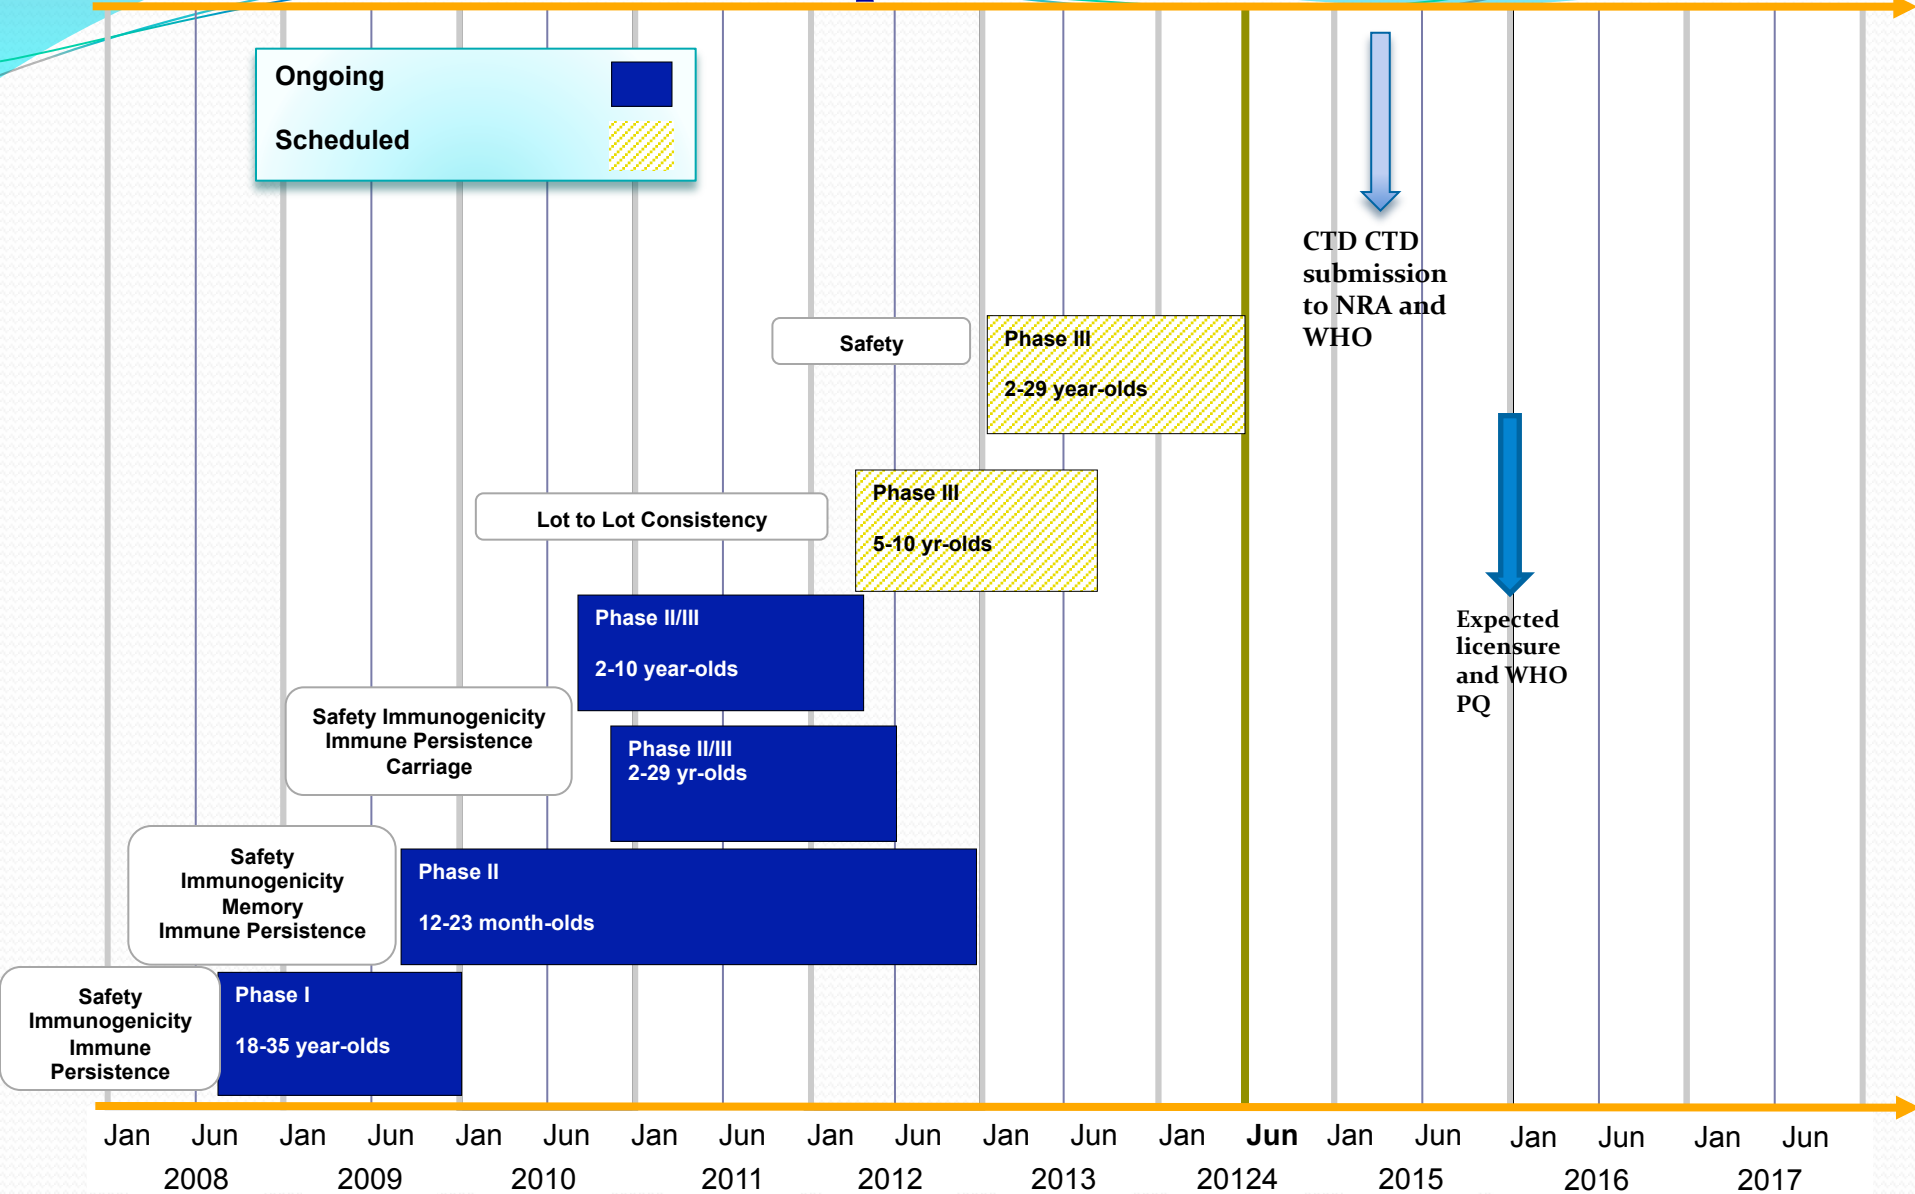 Ongoing
Scheduled
CTD CTD
submission
to NRA and
WHO
Safety
Phase III
2-29 year-olds
Lot to Lot Consistency
Phase III
5-10 yr-olds
Expected
licensure
and WHO
PQ
Phase II/III
2-10 year-olds
Safety Immunogenicity
Immune Persistence
Carriage
Phase II/III
2-29 yr-olds
Safety
Immunogenicity
Memory
Immune Persistence
Phase II
12-23 month-olds
Safety
Immunogenicity
Immune
Persistence
Phase I
18-35 year-olds
Jan Jun Jan Jun Jan Jun Jan Jun Jan Jun Jan Jun Jan Jun Jan Jun Jan Jun Jan Jun
2008 2009 2010 2011 2012 2013 20124 2015 2016 2017